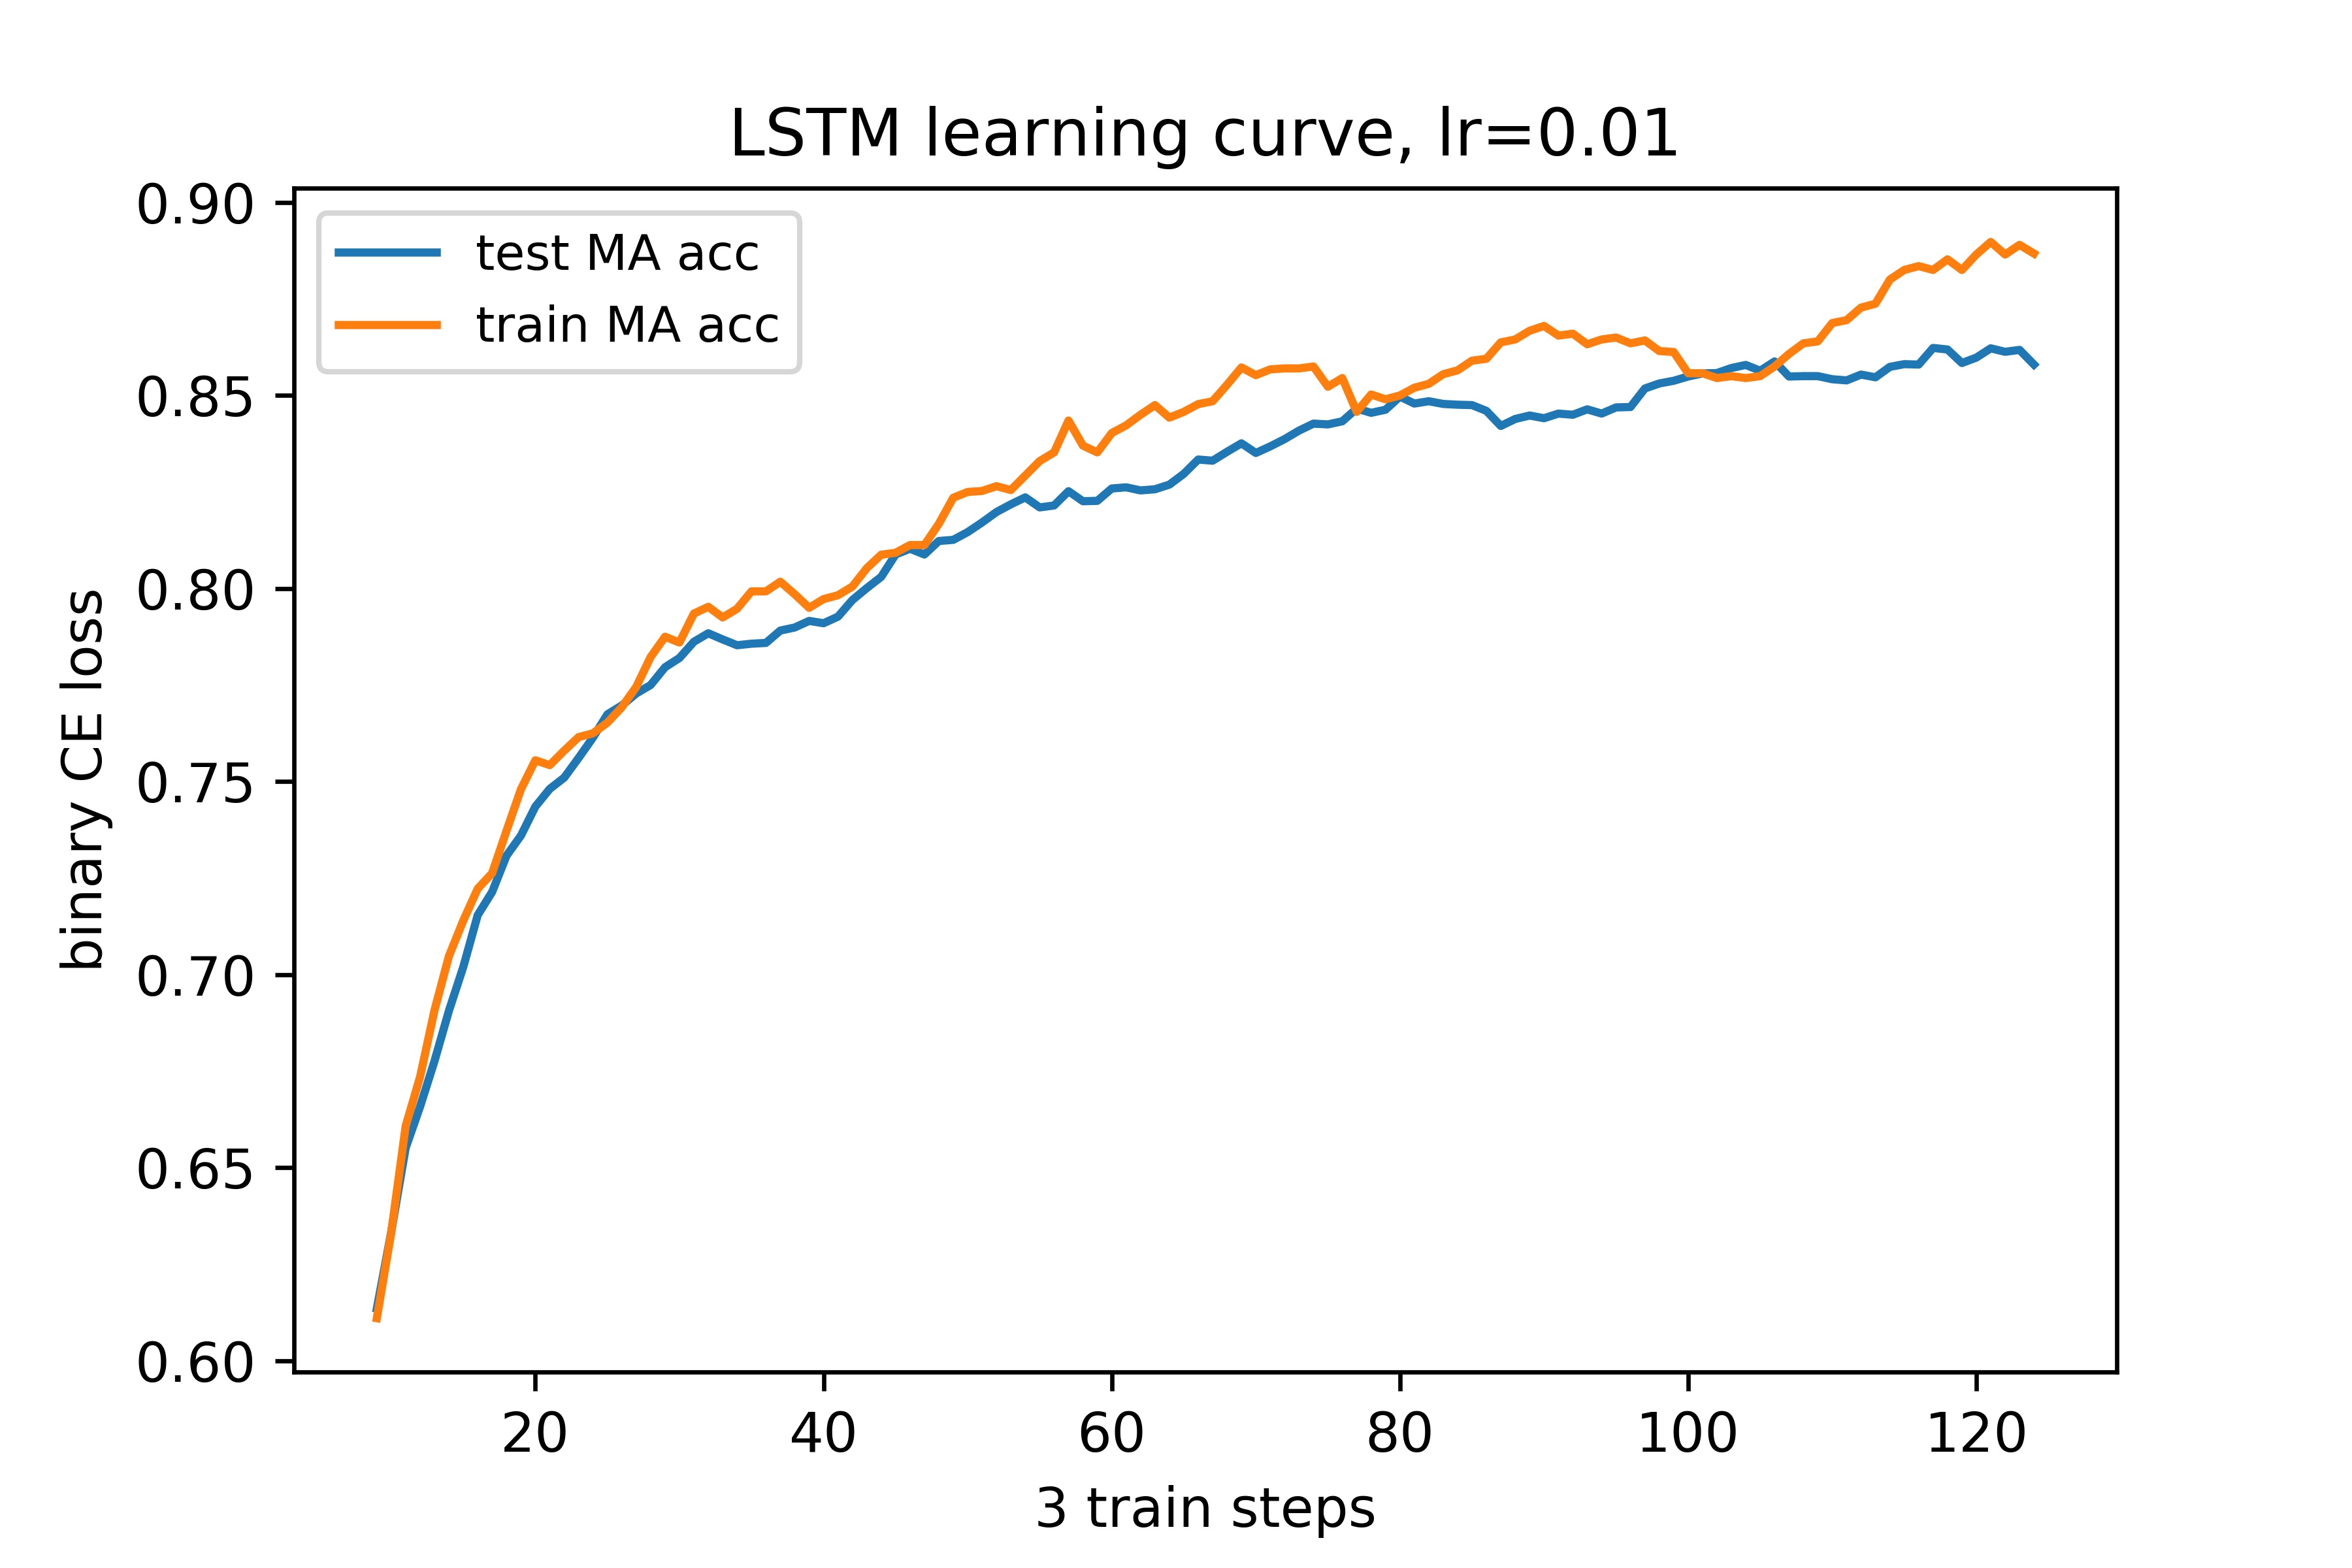 LSTM learning curve, lr=0.01
0.90
test MA acc
train MA acc
0.85
0.80
binary CE loss
0.75
0.70
0.65
0.60
20 40 60 80 100 120
3 train steps